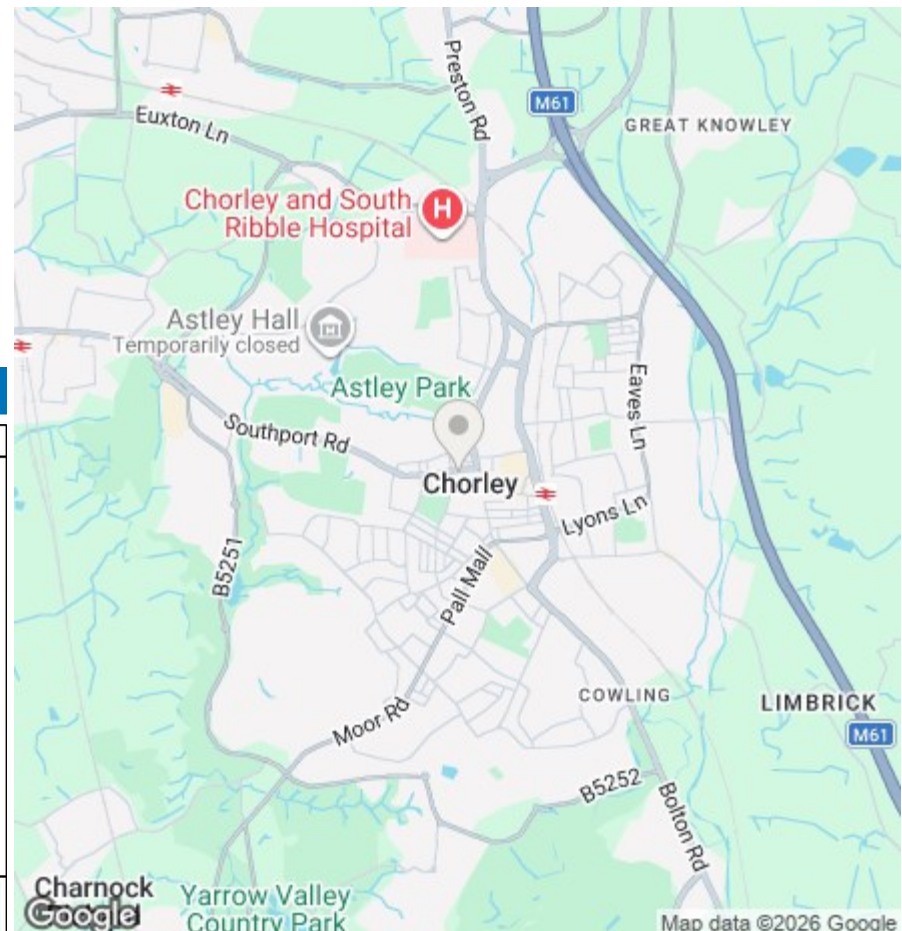 Preston Rd
M61
GREAT KNOWLEY
Euxton Ln
Chorley and South
Ribble Hospital
H
Astley Hall
Temporarily closed
Astley Park
Eaves Ln
Southport Rd
Chorley
Lyons Ln
B5251
Pall Mall
COWLING
LIMBRICK
M61
Moor Rd
B5252
Bolton Rd
Charnock
Google
Yarrow Valley
Country Park
Map data ©2026 Google